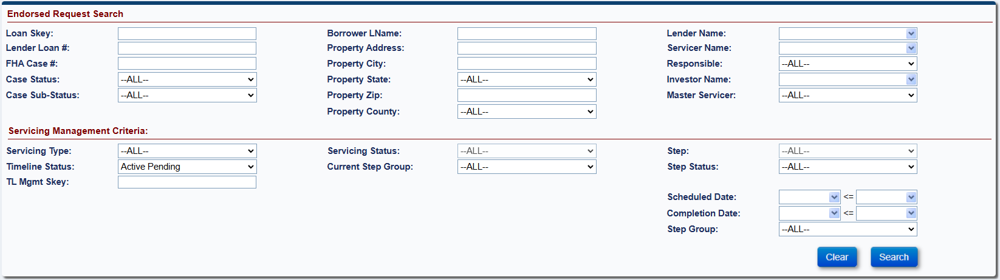 Endorsed Request Search
Loan Skey: Borrower LName: Lender Name:
Lender Loan #: Property Address: Servicer Name:
FHA Case #: Property City: Responsible: --ALL--
Case Status: --ALL-- Property State: --ALL-- Investor Name:
Case Sub-Status: --ALL-- Property Zip: Master Servicer: --ALL--
Property County: --ALL--
Servicing Management Criteria:
Servicing Type: --ALL-- Servicing Status: --ALL-- Step: --ALL--
Timeline Status: Active Pending Current Step Group: --ALL-- Step Status: --ALL--
TL Mgmt Skey:
Scheduled Date: <=
Completion Date: <=
Step Group: --ALL--
Clear Search